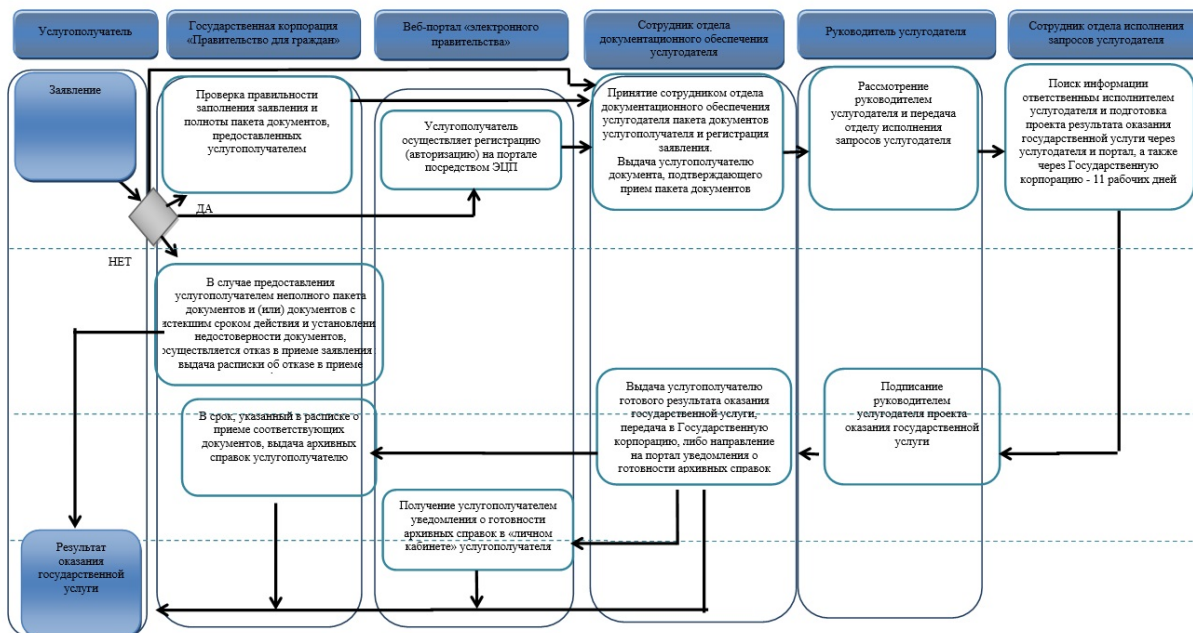 Услугополучатель
Государственная корпорация
«Правительство для граждан»
Веб-портал «электронного
правительства»
Сотрудник отдела
документационного обеспечения
услугодателя
Руководитель услугодателя
Сотрудник отдела исполнения
запросов услугодателя
Заявление
Проверка правильности
заполнения заявления и
полноты пакета документов,
предоставленных
услугополучателем
Услугополучатель
осуществляет регистрацию
(авторизацию) на портале
посредством ЭЦП
Принятие сотрудником отдела
документационного обеспечения
услугодателя пакета документов
услугополучателя и регистрация
заявления.
Выдача услугополучателю
документа, подтверждающего
прием пакета документов
Рассмотрение
руководителем
услугодателя и передача
отделу исполнения
запросов услугодателя
Поиск информации
ответственным исполнителем
услугодателя и подготовка
проекта результата оказания
государственной услуги через
услугодателя и портал, а также
через Государственную
корпорацию - 11 рабочих дней
ДА
НЕТ
В случае предоставления
услугополучателем неполного пакета
документов и (или) документов с
истекшим сроком действия и установлени
недостоверности документов,
осуществляется отказ в приеме заявления
выдача расписки об отказе в приеме
В срок, указанный в расписке о
приеме соответствующих
документов, выдача архивных
справок услугополучателю
Выдача услугополучателю
готового результата оказания
государственной услуги,
передача в Государственную
корпорацию, либо направление
на портал уведомления о
готовности архивных справок
Подписание
руководителем
услугодателя проекта
оказания государственной
услуги
Получение услугополучателем
уведомления о готовности
архивных справок в «личном
кабинете» услугополучателя
Результат
оказания
государственной
услуги